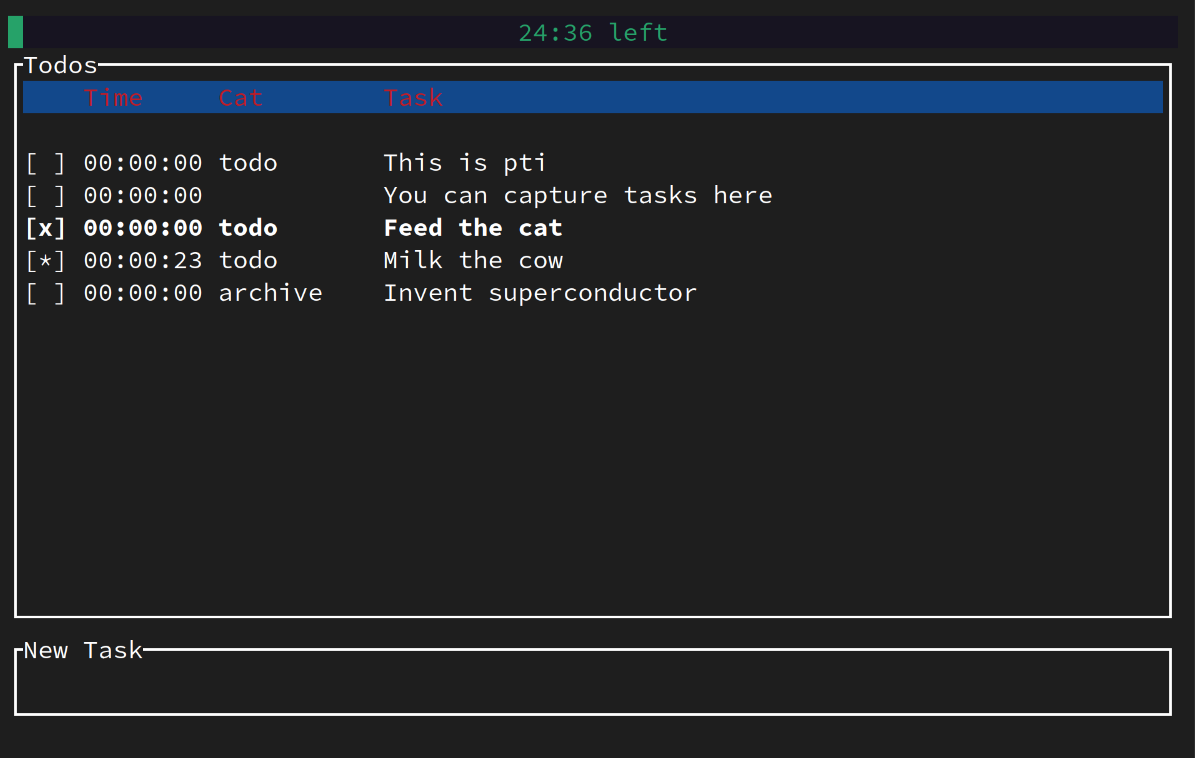 24:36 left
Todos
Time Cat Task
[ ] 00:00:00 todo This is pti
[ ] 00:00:00 You can capture tasks here
[x] 00:00:00 todo Feed the cat
[*] 00:00:23 todo Milk the cow
[ ] 00:00:00 archive Invent superconductor
New Task